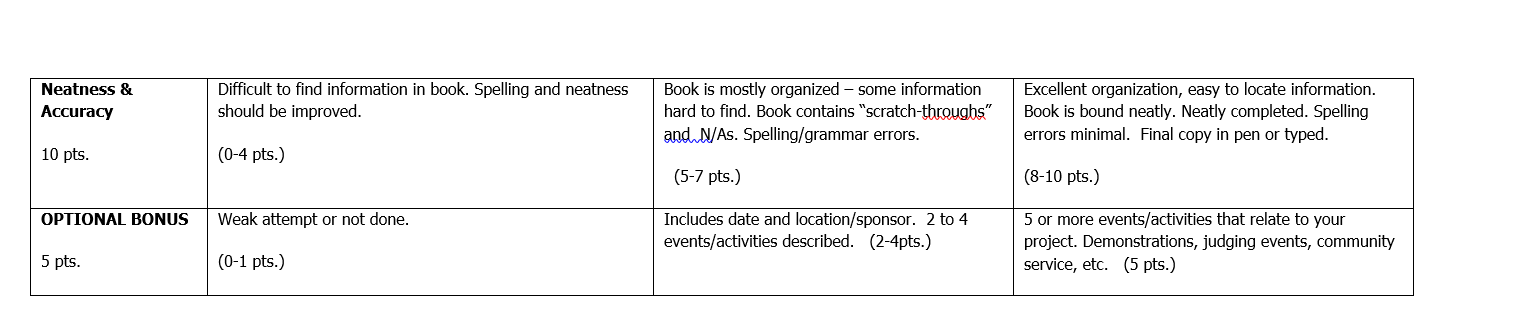 Neatness &
Accuracy
10 pts.
Difficult to find information in book. Spelling and neatness
should be improved.
(0-4 pts.)
Book is mostly organized – some information
hard to find. Book contains “scratch-throughs”
and N/As. Spelling/grammar errors.
(5-7 pts.)
Excellent organization, easy to locate information.
Book is bound neatly. Neatly completed. Spelling
errors minimal.  Final copy in pen or typed.
(8-10 pts.)
OPTIONAL BONUS
5 pts.
Weak attempt or not done.
(0-1 pts.)
Includes date and location/sponsor.  2 to 4
events/activities described.   (2-4pts.)
5 or more events/activities that relate to your
project. Demonstrations, judging events, community
service, etc.   (5 pts.)